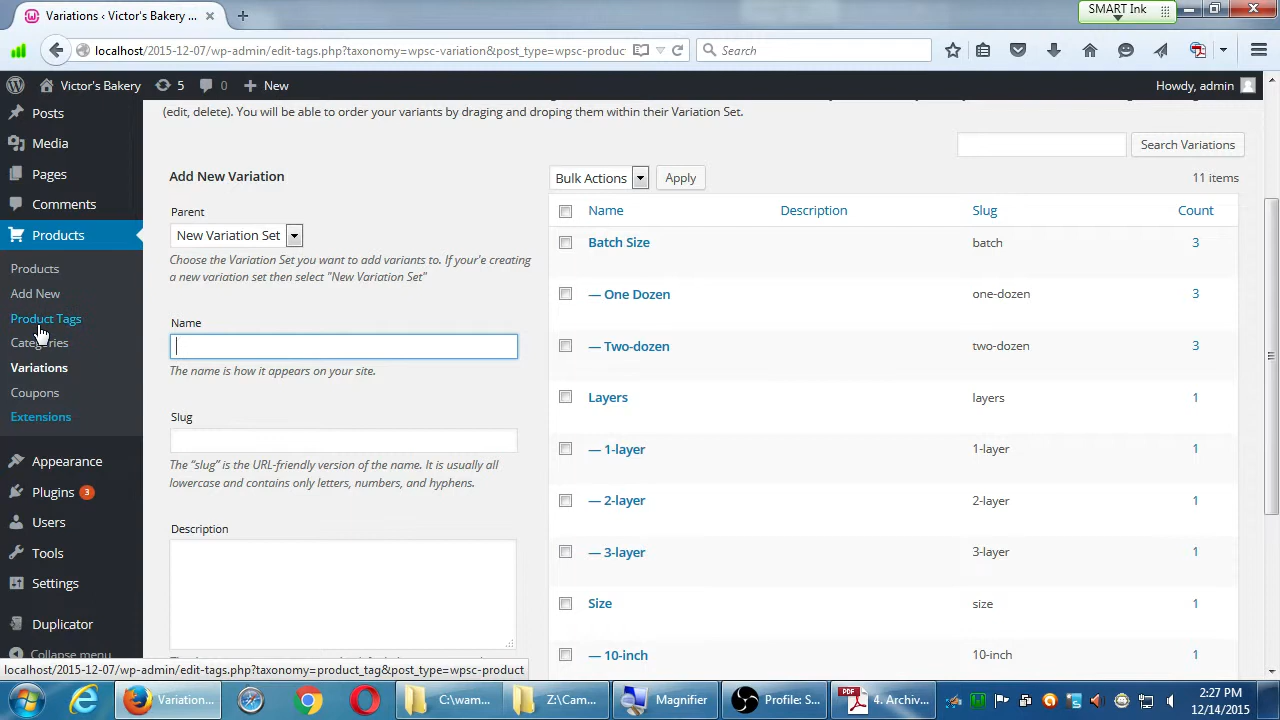 Variations ‹ Victor's Bakery ...
SMART Ink
localhost/2015-12-07/wp-admin/edit-tags.php?taxonomy=wpsc-variation&post_type=wpsc-product
Search
Victor's Bakery
5
0
New
Howdy, admin
Posts
Media
Pages
Comments
Products
Products
Add New
Product Tags
Categories
Variations
Coupons
Extensions
Appearance
Plugins 3
Users
Tools
Settings
Duplicator
Collapse menu
(edit, delete). You will be able to order your variants by draging and droping them within their Variation Set.
Search Variations
Add New Variation
Parent
New Variation Set
Choose the Variation Set you want to add variants to. If your'e creating
a new variation set then select "New Variation Set"
Name
The name is how it appears on your site.
Slug
The “slug” is the URL-friendly version of the name. It is usually all
lowercase and contains only letters, numbers, and hyphens.
Description
Bulk Actions
Apply
11 items
Name Description Slug Count
Batch Size batch 3
— One Dozen one-dozen 3
— Two-dozen two-dozen 3
Layers layers 1
— 1-layer 1-layer 1
— 2-layer 2-layer 1
— 3-layer 3-layer 1
Size size 1
— 10-inch 10-inch 1
localhost/2015-12-07/wp-admin/edit-tags.php?taxonomy=product_tag&post_type=wpsc-product
Variation...
C:\wam...
Z:\Cam...
Magnifier
Profile: S...
PDF
4. Archiv...
2:27 PM
12/14/2015